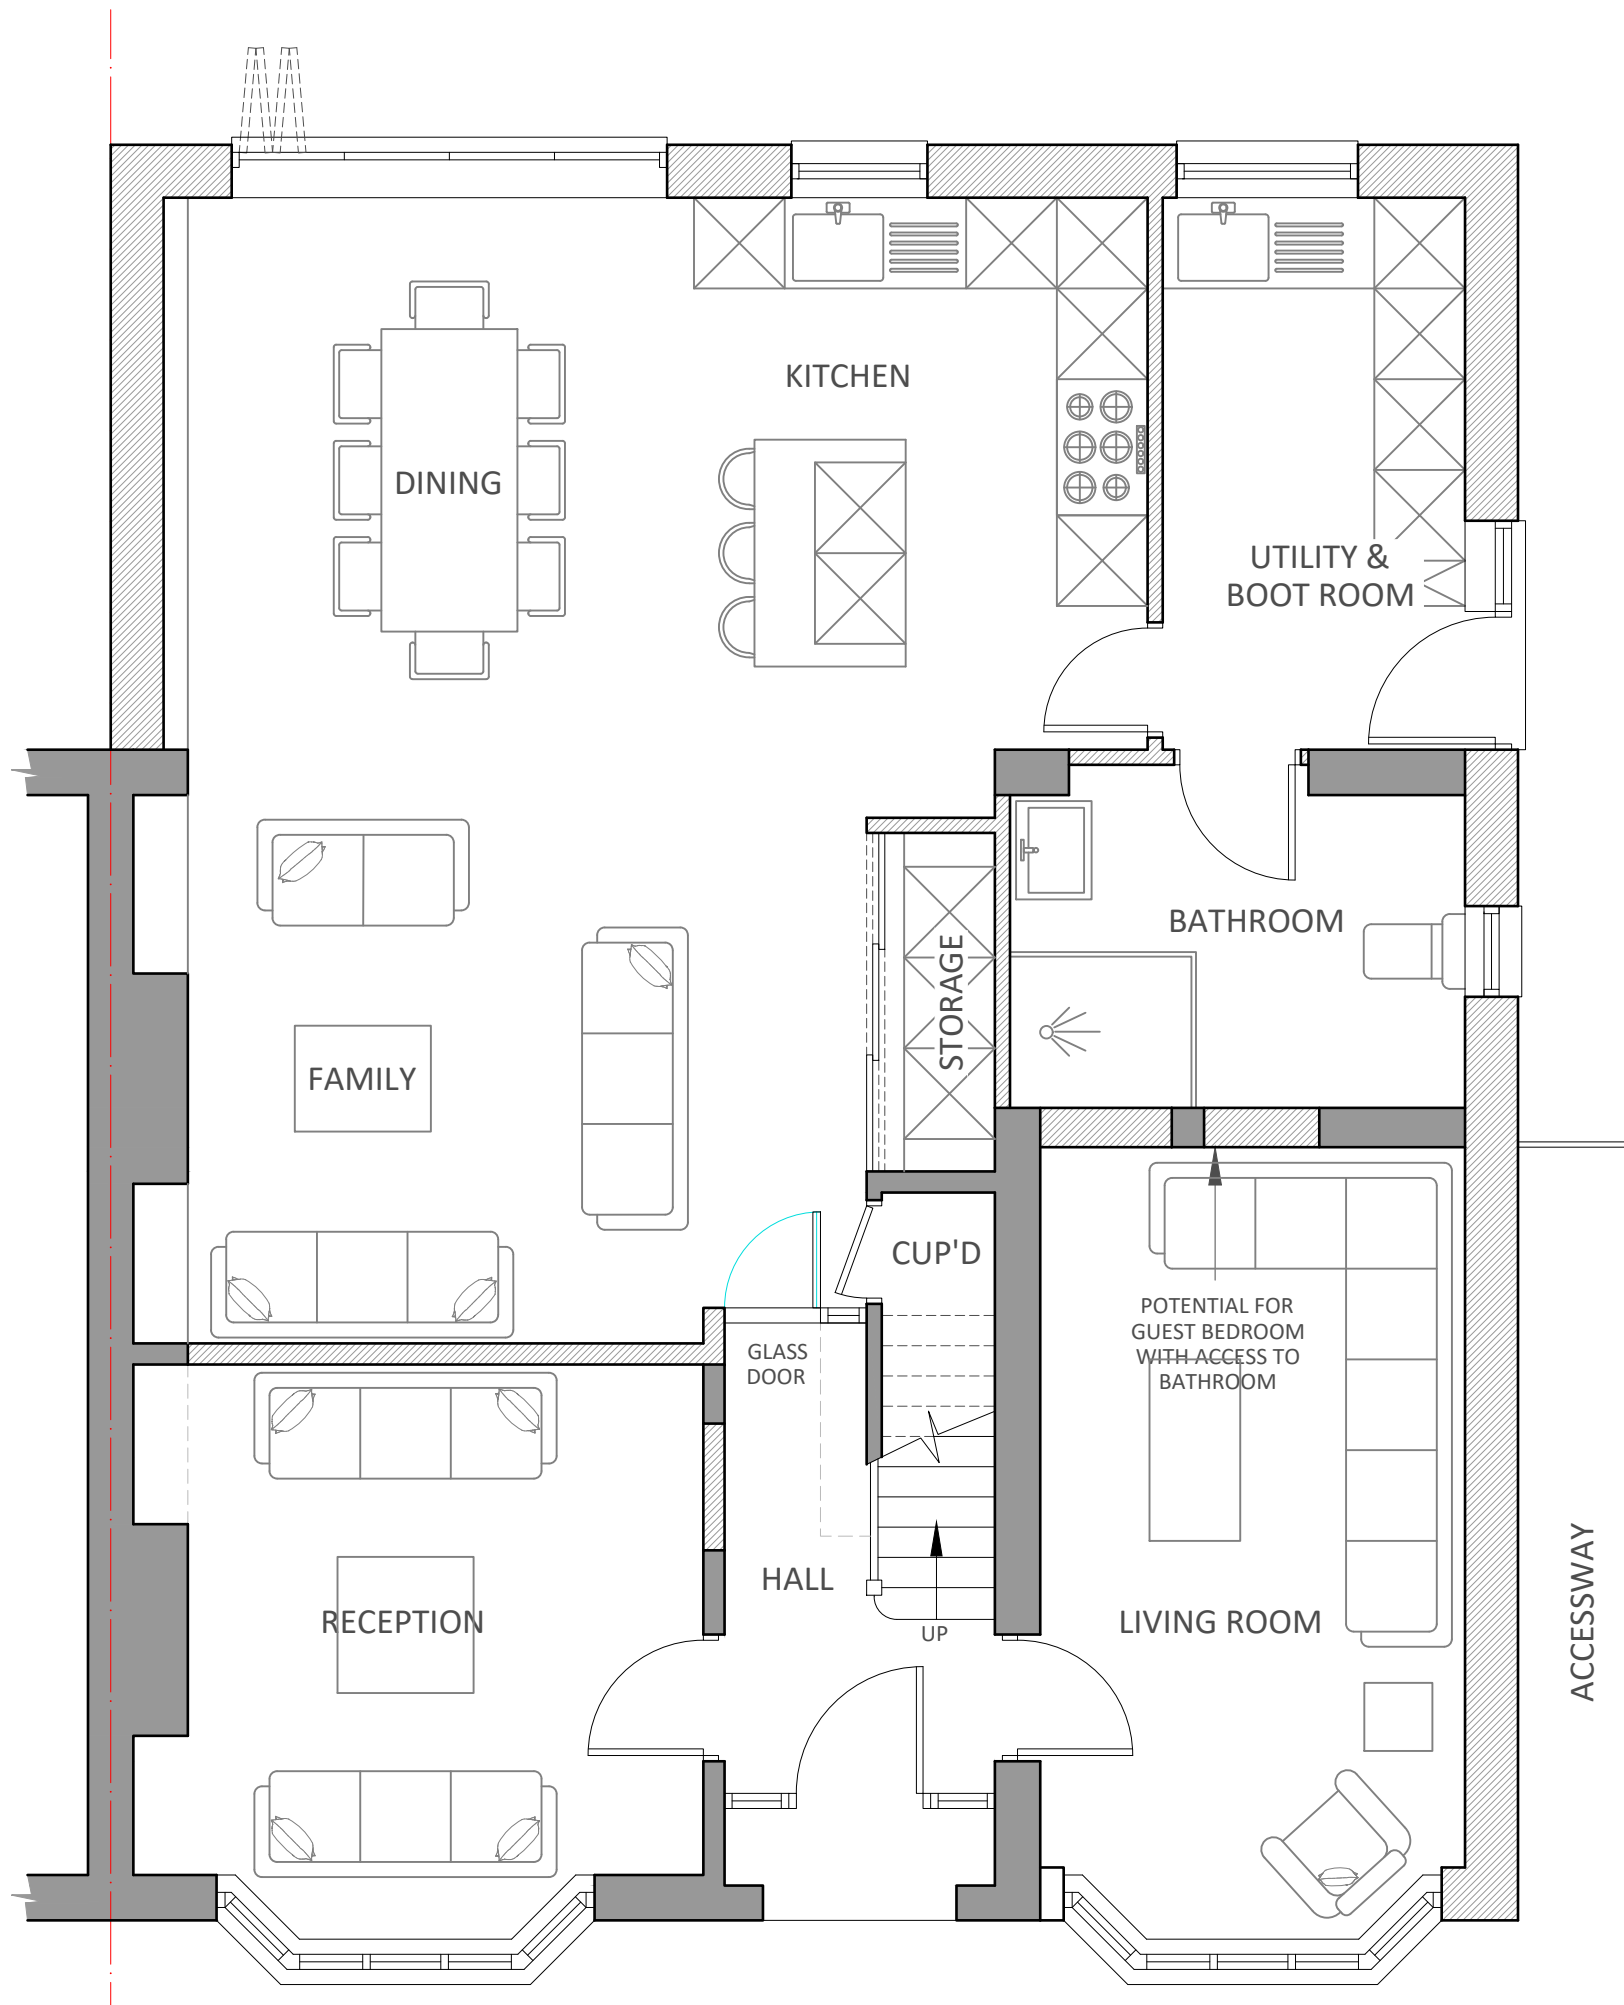 KITCHEN
DINING
UTILITY &
BOOT ROOM
BATHROOM
STORAGE
FAMILY
CUP'D
POTENTIAL FOR
GUEST BEDROOM
WITH ACCESS TO
BATHROOM
GLASS
DOOR
HALL
RECEPTION
UP
LIVING ROOM
ACCESSWAY